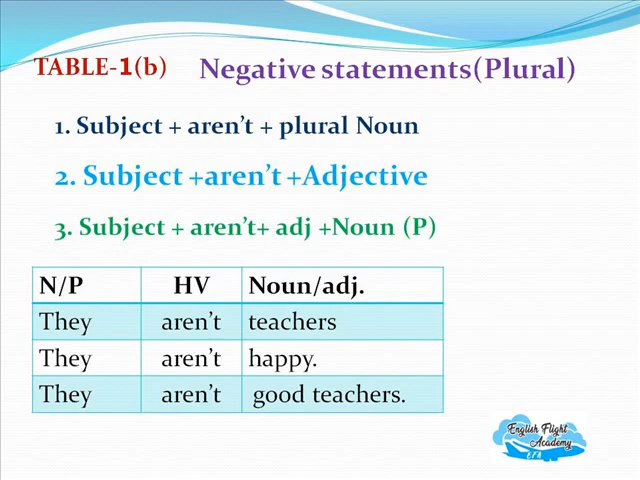 TABLE-1(b) Negative statements(Plural)
1. Subject + aren't + plural Noun
2. Subject +aren't +Adjective
3. Subject + aren't+ adj +Noun (P)
N/P HV Noun/adj.
They aren't teachers
They aren't happy.
They aren't good teachers.
English Flight
Academy
E F A